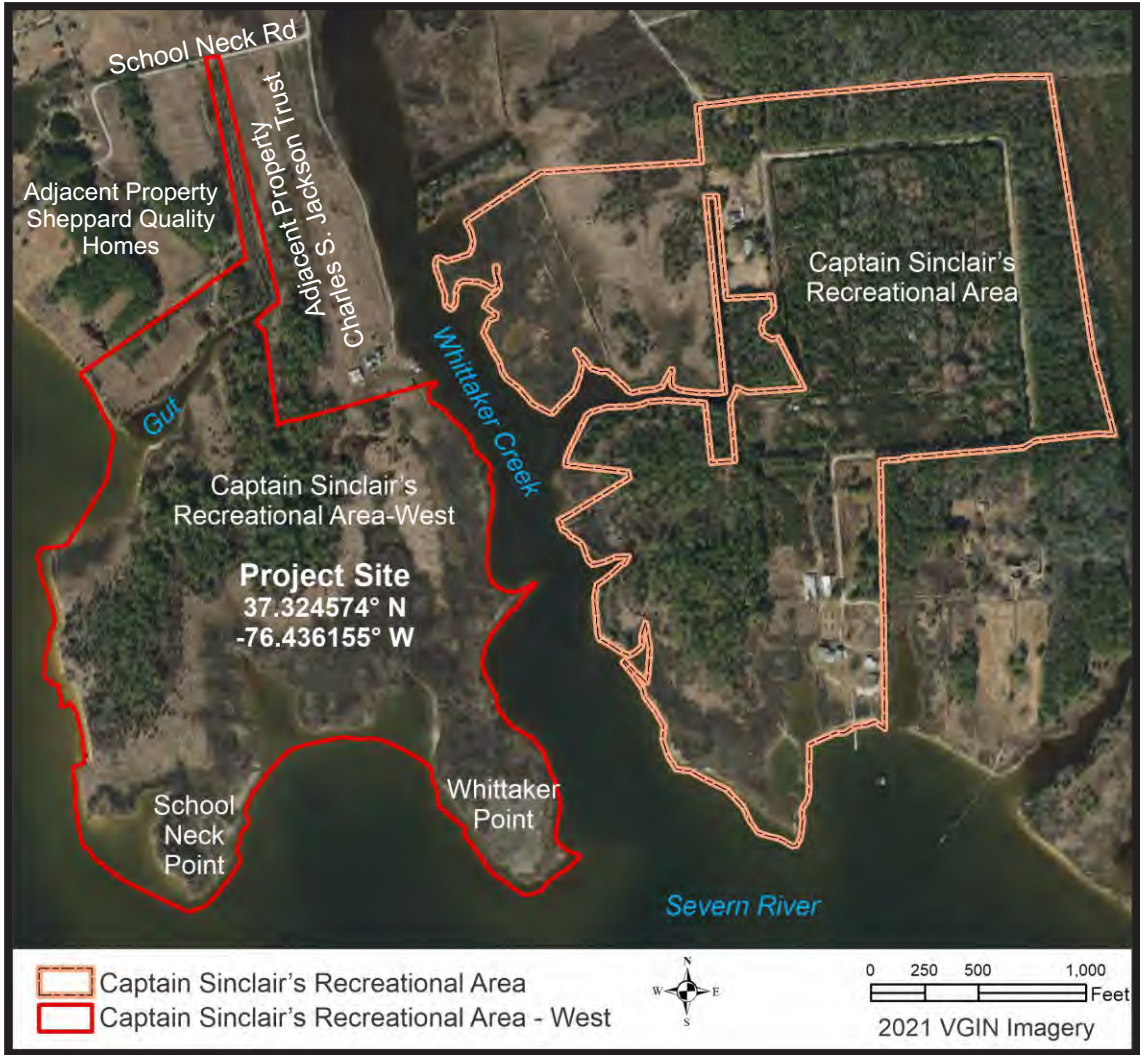 School Neck Rd
Adjacent Property
Charles S. Jackson Trust
Adjacent Property
Sheppard Quality
Homes
Captain Sinclair's
Recreational Area
Whittaker Creek
Gut
Captain Sinclair's
Recreational Area-West
Project Site
37.324574° N
-76.436155° W
School
Neck
Point
Whittaker
Point
Severn River
Captain Sinclair's Recreational Area
Captain Sinclair's Recreational Area - West
N
W
E
S
0 250 500 1,000
Feet
2021 VGIN Imagery